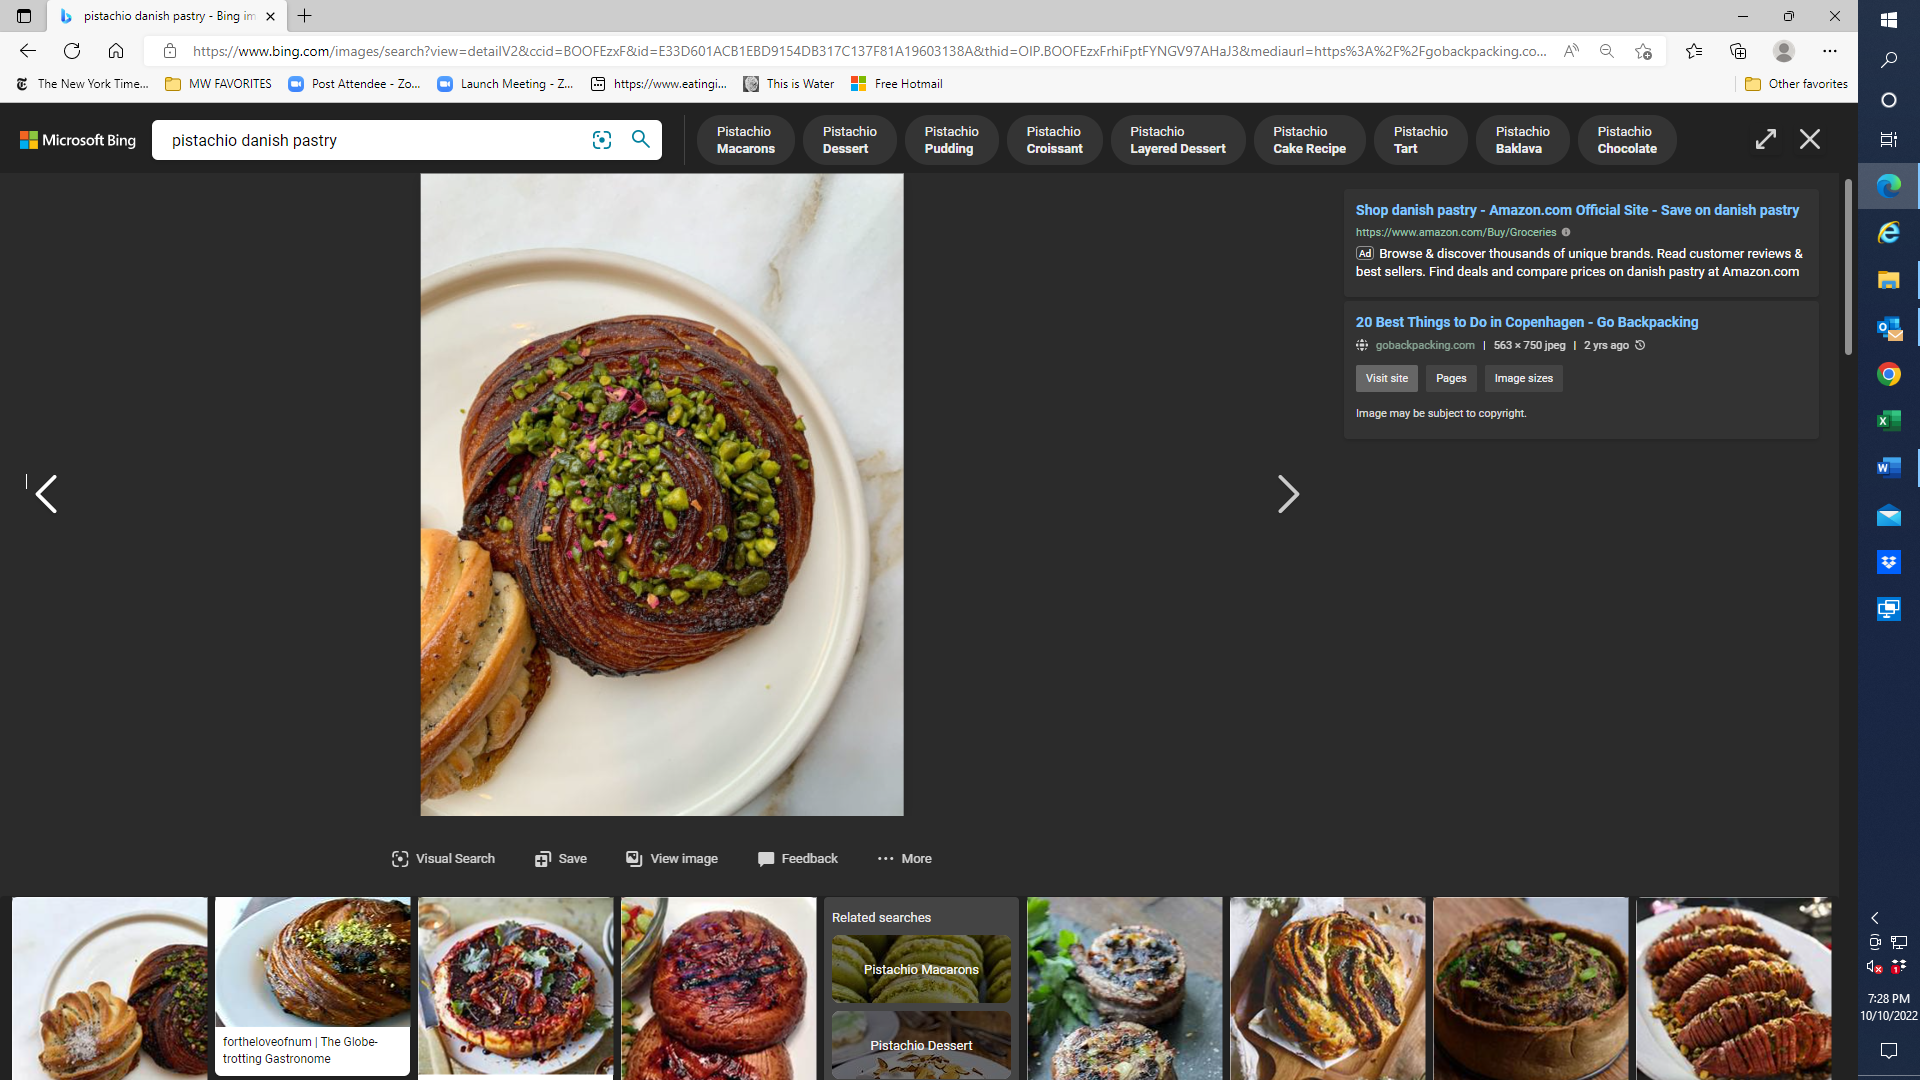 pistachio danish pastry - Bing im
https://www.bing.com/images/search?view=detailV2&ccid=BOOFEzxF&id=E33D601ACB1EBD9154DB317C137F81A19603138A&thid=OIP.BOOFEzxFrhiFptFYNGV97AHaJ3&mediaurl=https%3A%2F%2Fgobackpacking.co...
The New York Time...
MW FAVORITES
Post Attendee - Zo...
Launch Meeting - Z...
https://www.eatingi...
This is Water
Free Hotmail
Other favorites
Microsoft Bing
pistachio danish pastry
Pistachio
Macarons
Pistachio
Dessert
Pistachio
Pudding
Pistachio
Croissant
Pistachio
Layered Dessert
Pistachio
Cake Recipe
Pistachio
Tart
Pistachio
Baklava
Pistachio
Chocolate
Shop danish pastry - Amazon.com Official Site - Save on danish pastry
https://www.amazon.com/Buy/Groceries
Ad Browse & discover thousands of unique brands. Read customer reviews &
best sellers. Find deals and compare prices on danish pastry at Amazon.com
20 Best Things to Do in Copenhagen - Go Backpacking
gobackpacking.com | 563 × 750 jpeg | 2 yrs ago
Visit site
Pages
Image sizes
Image may be subject to copyright.
Visual Search
Save
View image
Feedback
More
fortheloveofnum | The Globe-
trotting Gastronome
Related searches
Pistachio Macarons
Pistachio Dessert
7:28 PM
10/10/2022